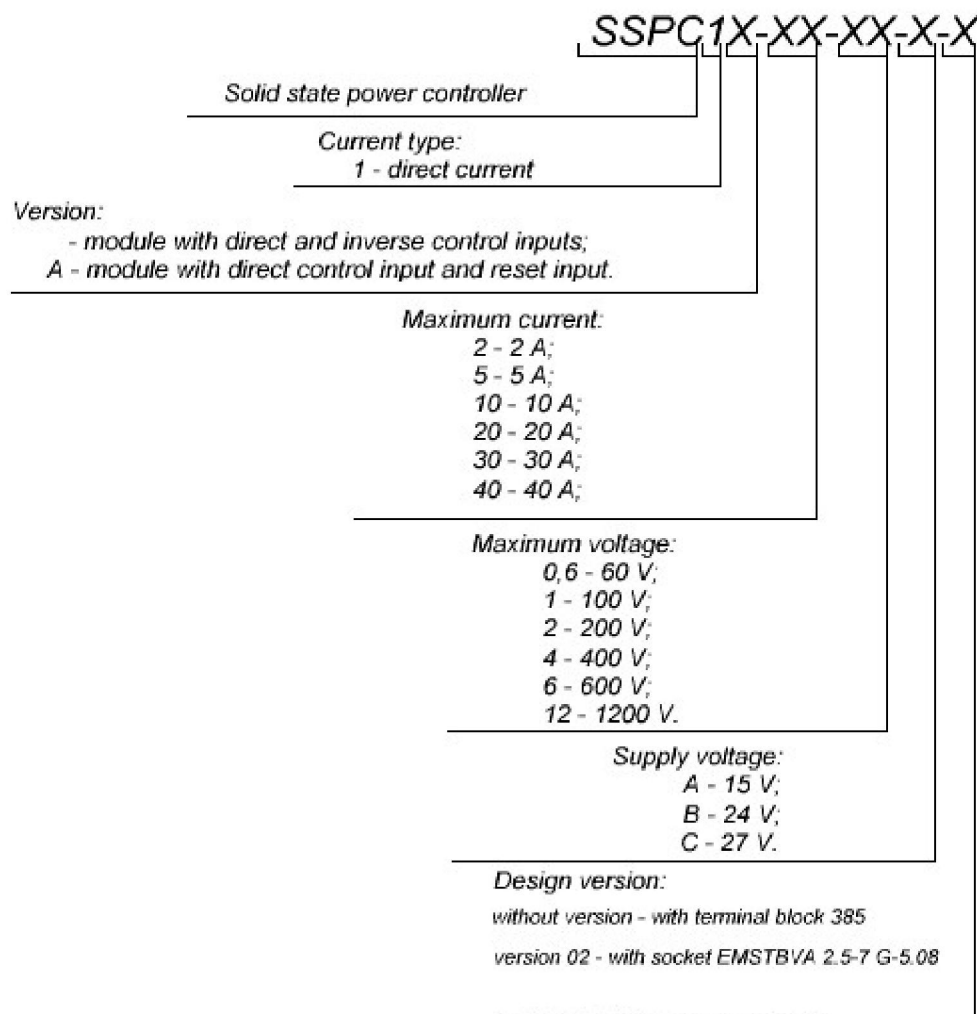 SSPC1X-XX-XX-X-X
Solid state power controller
Current type:
1 - direct current
Version:
- module with direct and inverse control inputs;
A - module with direct control input and reset input.
Maximum current:
2 - 2 A;
5 - 5 A;
10 - 10 A;
20 - 20 A;
30 - 30 A;
40 - 40 A;
Maximum voltage:
0,6 - 60 V;
1 - 100 V;
2 - 200 V;
4 - 400 V;
6 - 600 V;
12 - 1200 V.
Supply voltage:
A - 15 V;
B - 24 V;
C - 27 V.
Design version:
without version - with terminal block 385
version 02 - with socket EMSTBVA 2.5-7 G-5.08